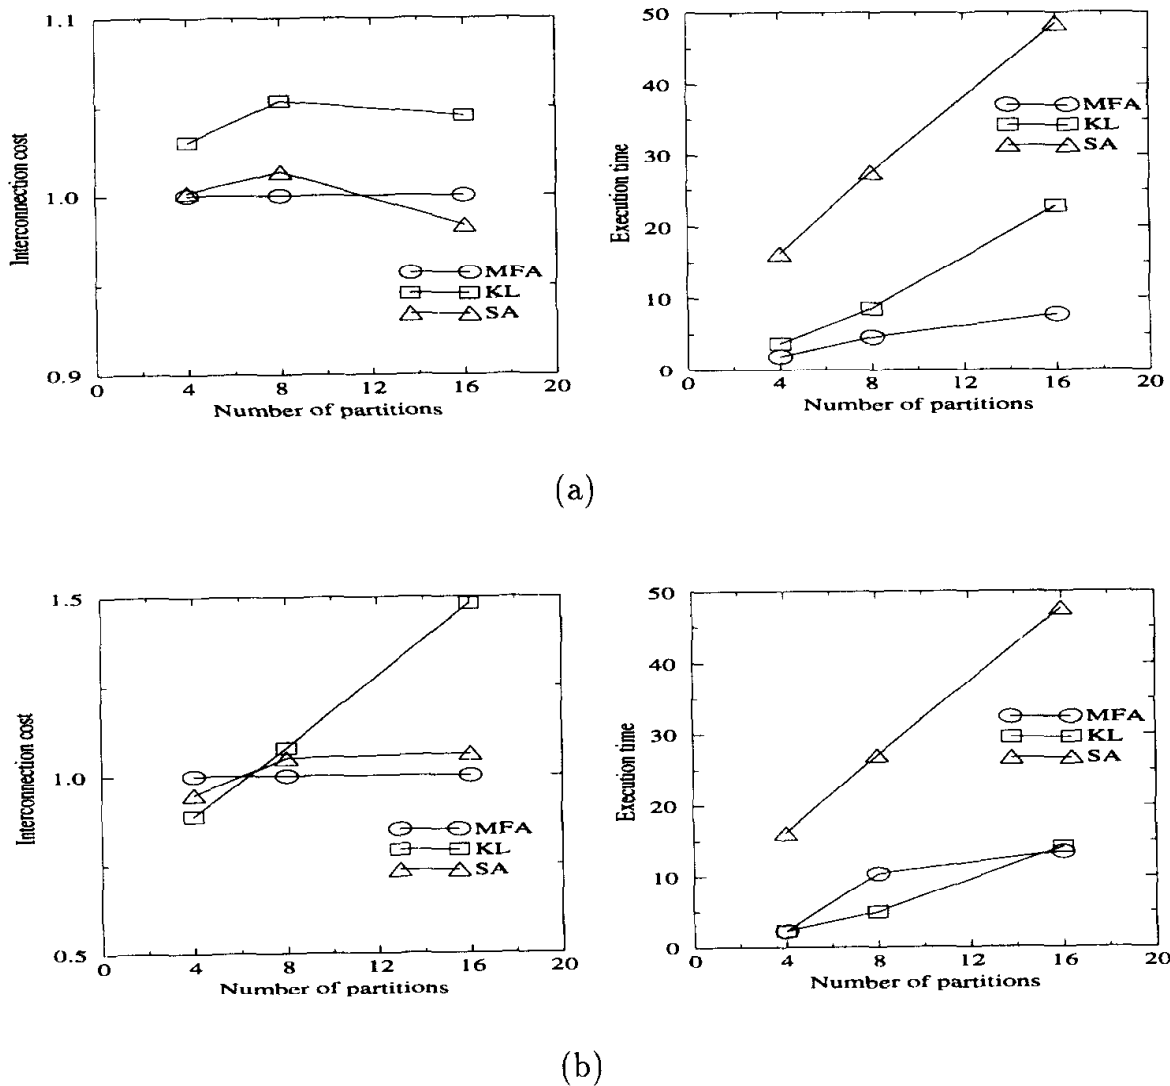 1.1
1.0
0.9
Interconnection cost
0 4 8 12 16 20
Number of partitions
MFA
KL
SA
50
40
30
20
10
0
Execution time
0 4 8 12 16 20
Number of partitions
MFA
KL
SA
(a)
1.5
1.0
0.5
Interconnection cost
0 4 8 12 16 20
Number of partitions
MFA
KL
SA
50
40
30
20
10
0
Execution time
0 4 8 12 16 20
Number of partitions
MFA
KL
SA
(b)